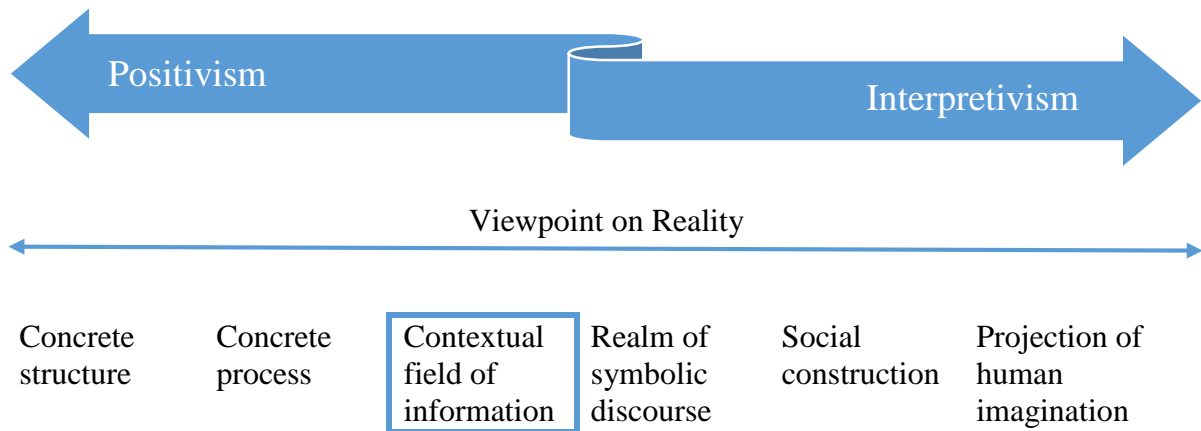 Positivism
Interpretivism
Viewpoint on Reality
Concrete
structure
Concrete
process
Contextual
field of
information
Realm of
symbolic
discourse
Social
construction
Projection of
human
imagination